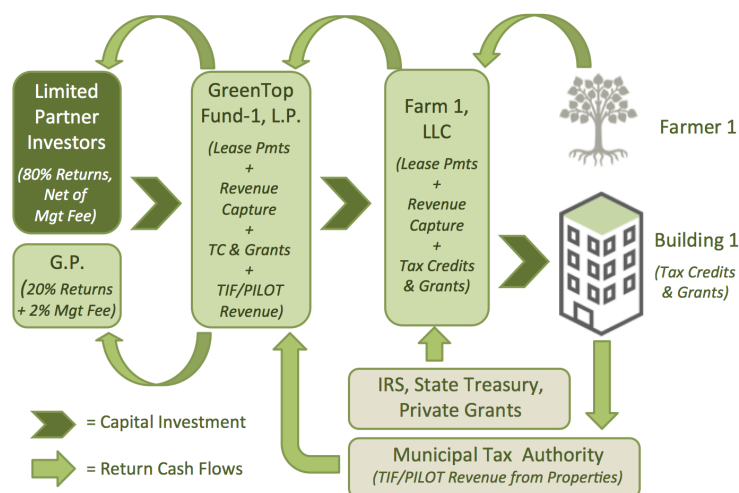 Limited
Partner
Investors
(80% Returns,
Net of
Mgt Fee)
G.P.
(20% Returns
+ 2% Mgt Fee)
GreenTop
Fund-1, L.P.
(Lease Pmts
+
Revenue
Capture
+
TC & Grants
+
TIF/PILOT
Revenue)
Farm 1,
LLC
(Lease Pmts
+
Revenue
Capture
+
Tax Credits
& Grants)
Farmer 1
Building 1
(Tax Credits
& Grants)
IRS, State Treasury,
Private Grants
Municipal Tax Authority
(TIF/PILOT Revenue from Properties)
= Capital Investment
= Return Cash Flows